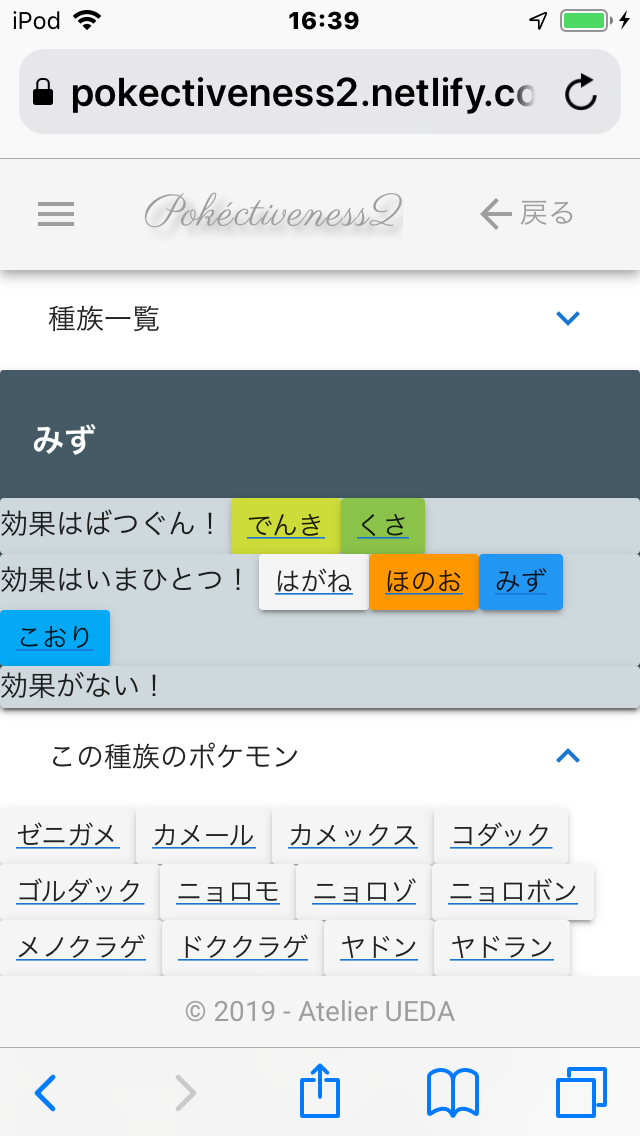 iPod 16:39
pokectiveness2.netlify.co
Pokéctiveness2 戻る
種族一覧
みず
効果はばつぐん！ でんき くさ
効果はいまひとつ！ はがね ほのお みず
こおり
効果がない！
この種族のポケモン
ゼニガメ カメール カメックス コダック
ゴルダック ニョロモ ニョロゾ ニョロボン
メノクラゲ ドククラゲ ヤドン ヤドラン
© 2019 - Atelier UEDA